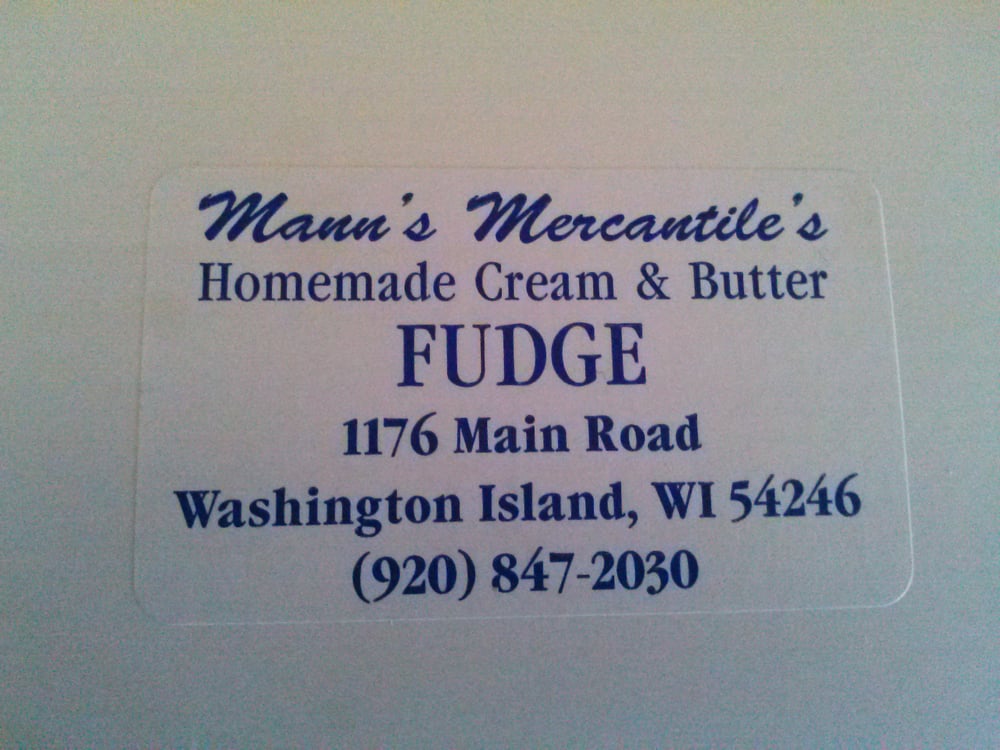 Mann's Mercantile's
Homemade Cream & Butter
FUDGE
1176 Main Road
Washington Island, WI 54246
(920) 847-2030